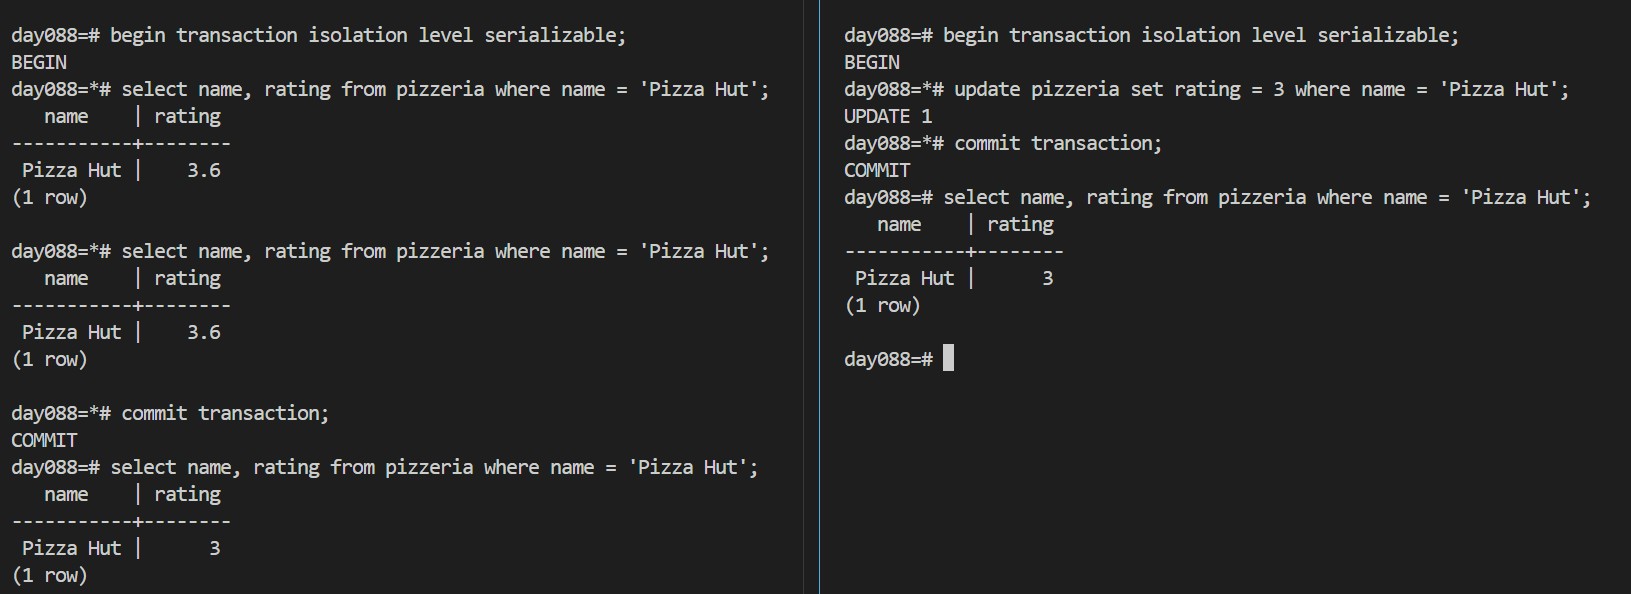 day088=# begin transaction isolation level serializable;
BEGIN
day088=*# select name, rating from pizzeria where name = 'Pizza Hut';
   name    | rating
-----------+--------
 Pizza Hut |    3.6
(1 row)

day088=*# select name, rating from pizzeria where name = 'Pizza Hut';
   name    | rating
-----------+--------
 Pizza Hut |    3.6
(1 row)

day088=*# commit transaction;
COMMIT
day088=# select name, rating from pizzeria where name = 'Pizza Hut';
   name    | rating
-----------+--------
 Pizza Hut |      3
(1 row)

day088=# begin transaction isolation level serializable;
BEGIN
day088=*# update pizzeria set rating = 3 where name = 'Pizza Hut';
UPDATE 1
day088=*# commit transaction;
COMMIT
day088=# select name, rating from pizzeria where name = 'Pizza Hut';
   name    | rating
-----------+--------
 Pizza Hut |      3
(1 row)

day088=#